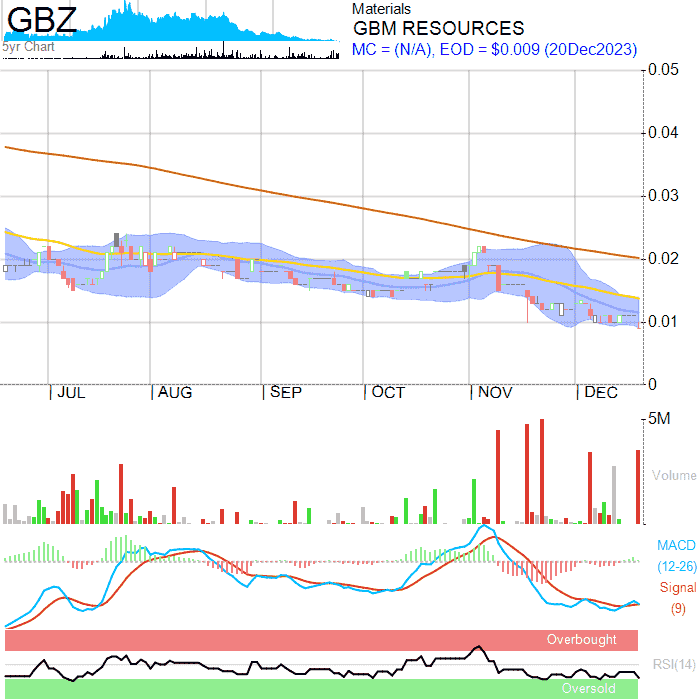 GBZ
5yr Chart
Materials
GBM RESOURCES
MC = (N/A), EOD = $0.009 (20Dec2023)
0.05
0.04
0.03
0.02
0.01
0
JUL AUG SEP OCT NOV DEC
5M
Volume
MACD
(12-26)
Signal
(9)
Overbought
RSI(14)
Oversold